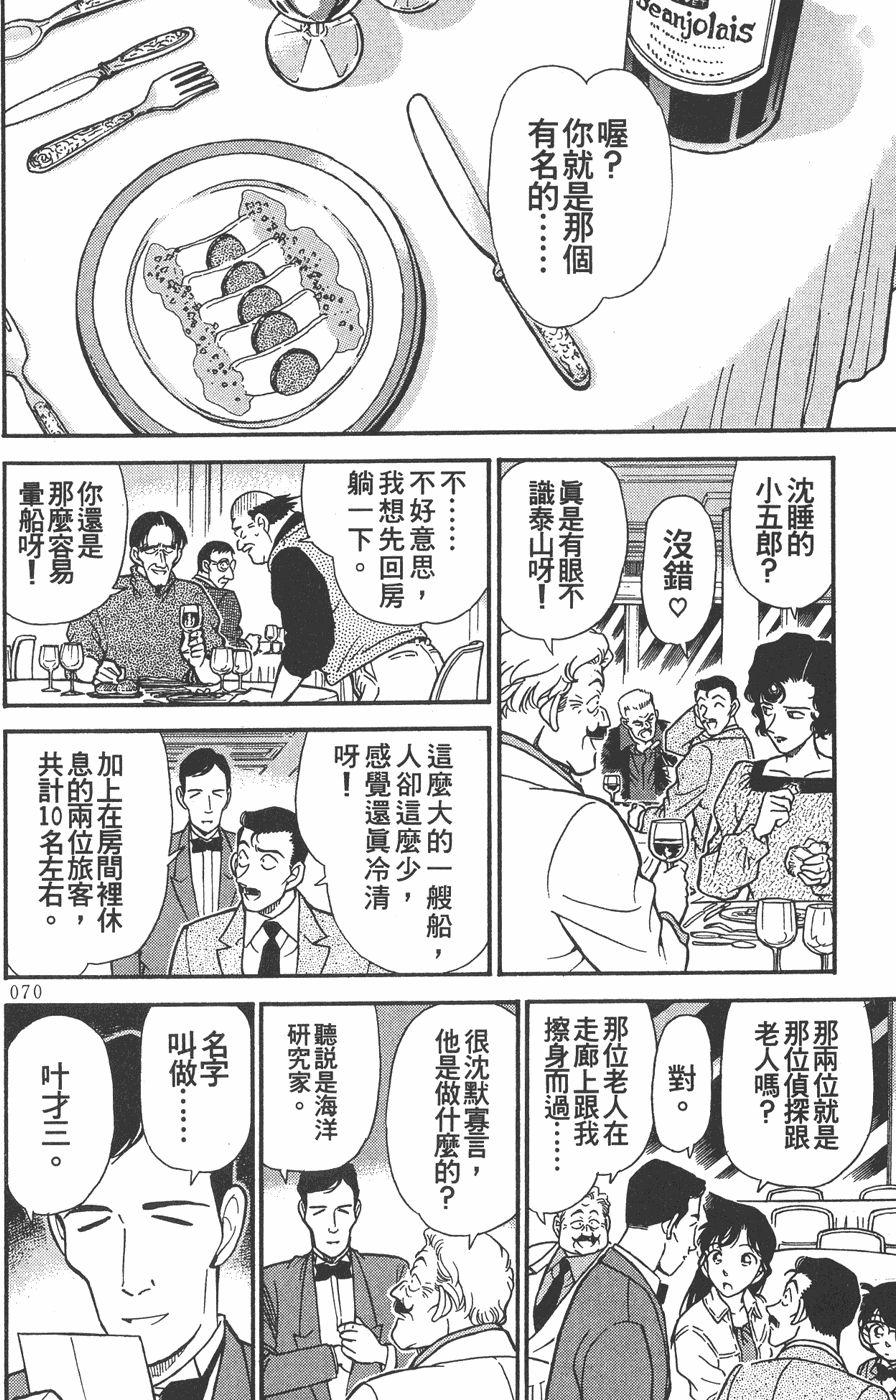 Beanjolais
喔？
你就是那個
有名的……
沈睡的
小五郎？
沒錯♡
眞是有眼不
識泰山呀！
不……
不好意思，
我想先回房
躺一下。
你還是
那麼容易
暈船呀！
這麼大的一艘船，
人卻這麼少，
感覺還眞冷清
呀！
加上在房間裡休
息的兩位旅客，
共計10名左右。
070
那兩位就是
那位偵探跟
老人嗎？
對。
那位老人在
走廊上跟我
擦身而過……
很沈默寡言，
他是做什麼的？
聽説是海洋
研究家。
名字
叫做……
叶才三。